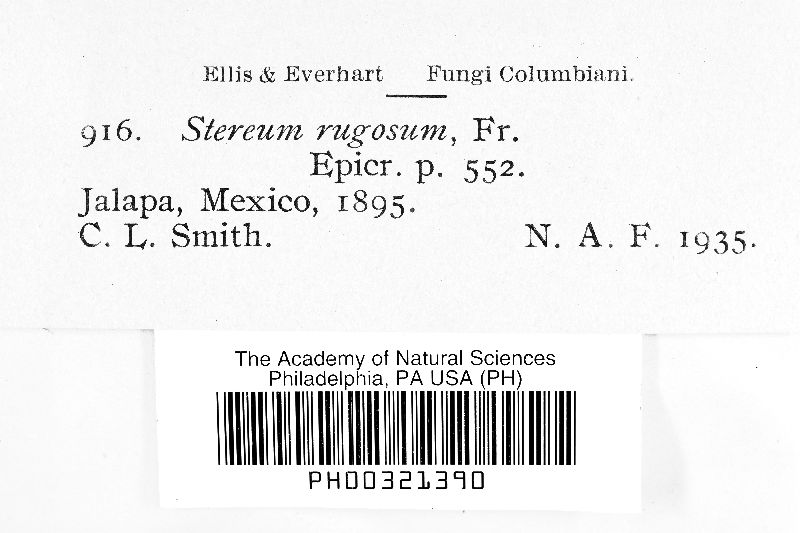 Ellis & Everhart Fungi Columbiani.
916. Stereum rugosum, Fr.
Epicr. p. 552.
Jalapa, Mexico, 1895.
C. L. Smith. N. A. F. 1935.
The Academy of Natural Sciences
Philadelphia, PA USA (PH)
PH00321390